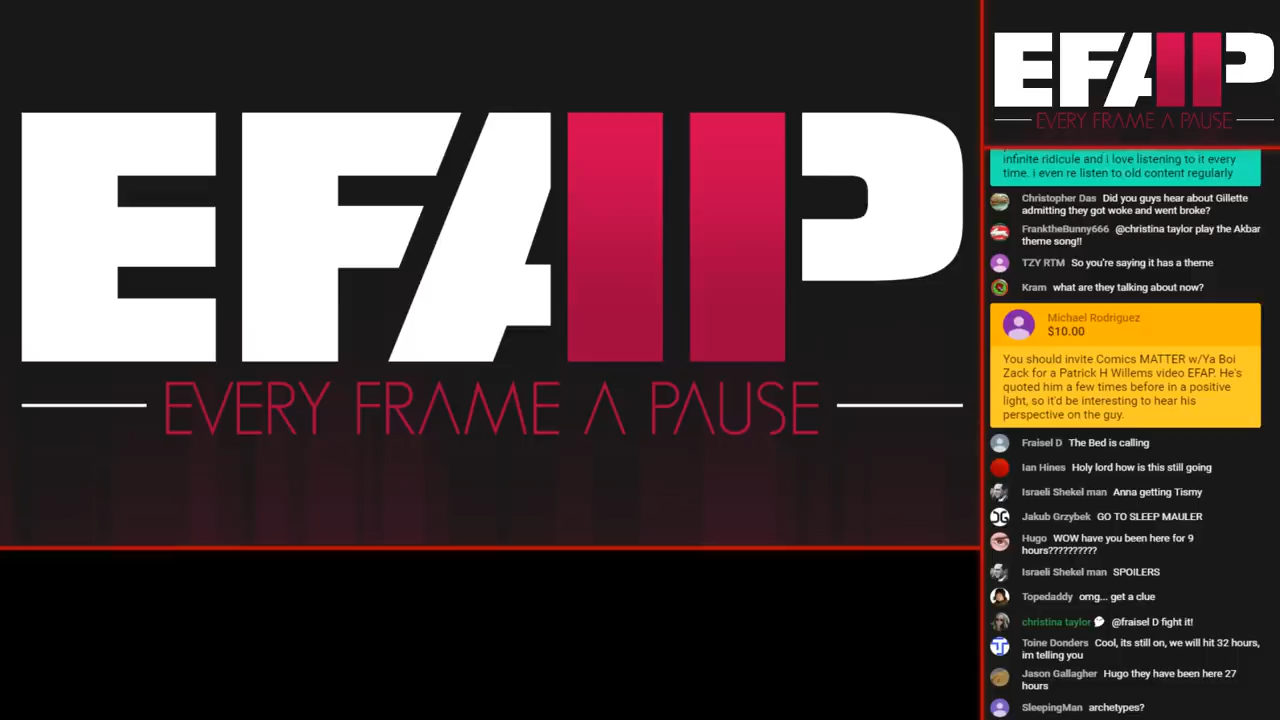 EFAP
EVERY FRAME A PAUSE
EFAP
EVERY FRAME A PAUSE
infinite ridicule and i love listening to it every
time. i even re listen to old content regularly
Christopher Das Did you guys hear about Gillette
admitting they got woke and went broke?
FranktheBunny666 @christina taylor play the Akbar
theme song!!
TZY RTM So you're saying it has a theme
Kram what are they talking about now?
Michael Rodriguez
$10.00
You should invite Comics MATTER w/Ya Boi
Zack for a Patrick H Willems video EFAP. He's
quoted him a few times before in a positive
light, so it'd be interesting to hear his
perspective on the guy.
Fraisel D The Bed is calling
Ian Hines Holy lord how is this still going
Israeli Shekel man Anna getting Tismy
Jakub Grzybek GO TO SLEEP MAULER
Hugo WOW have you been here for 9
hours??????????
Israeli Shekel man SPOILERS
Topedaddy omg... get a clue
christina taylor @fraisel D fight it!
Toine Donders Cool, its still on, we will hit 32 hours,
im telling you
Jason Gallagher Hugo they have been here 27
hours
SleepingMan archetypes?